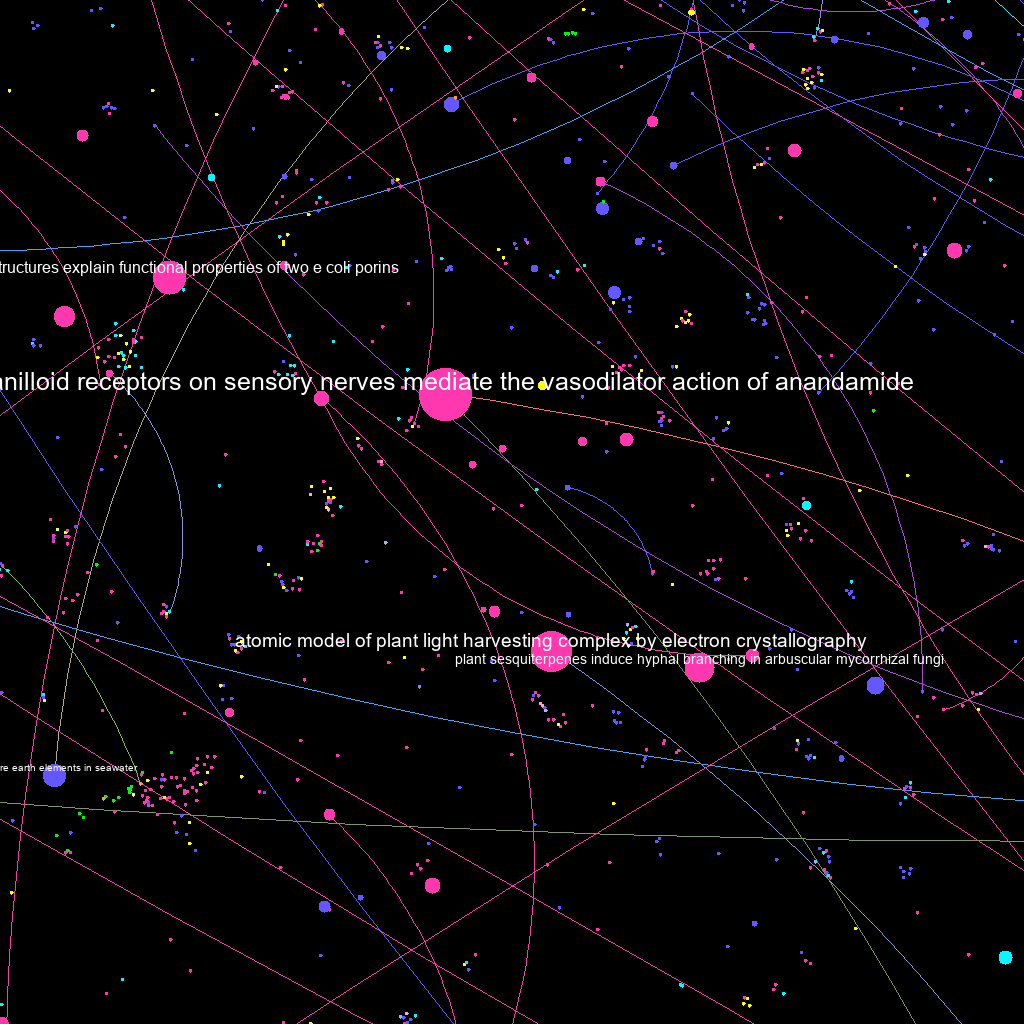 tructures explain functional properties of two e coli porins
anilloid receptors on sensory nerves mediate the vasodilator action of anandamide
atomic model of plant light harvesting complex by electron crystallography
plant sesquiterpenes induce hyphal branching in arbuscular mycorrhizal fungi
re earth elements in seawater